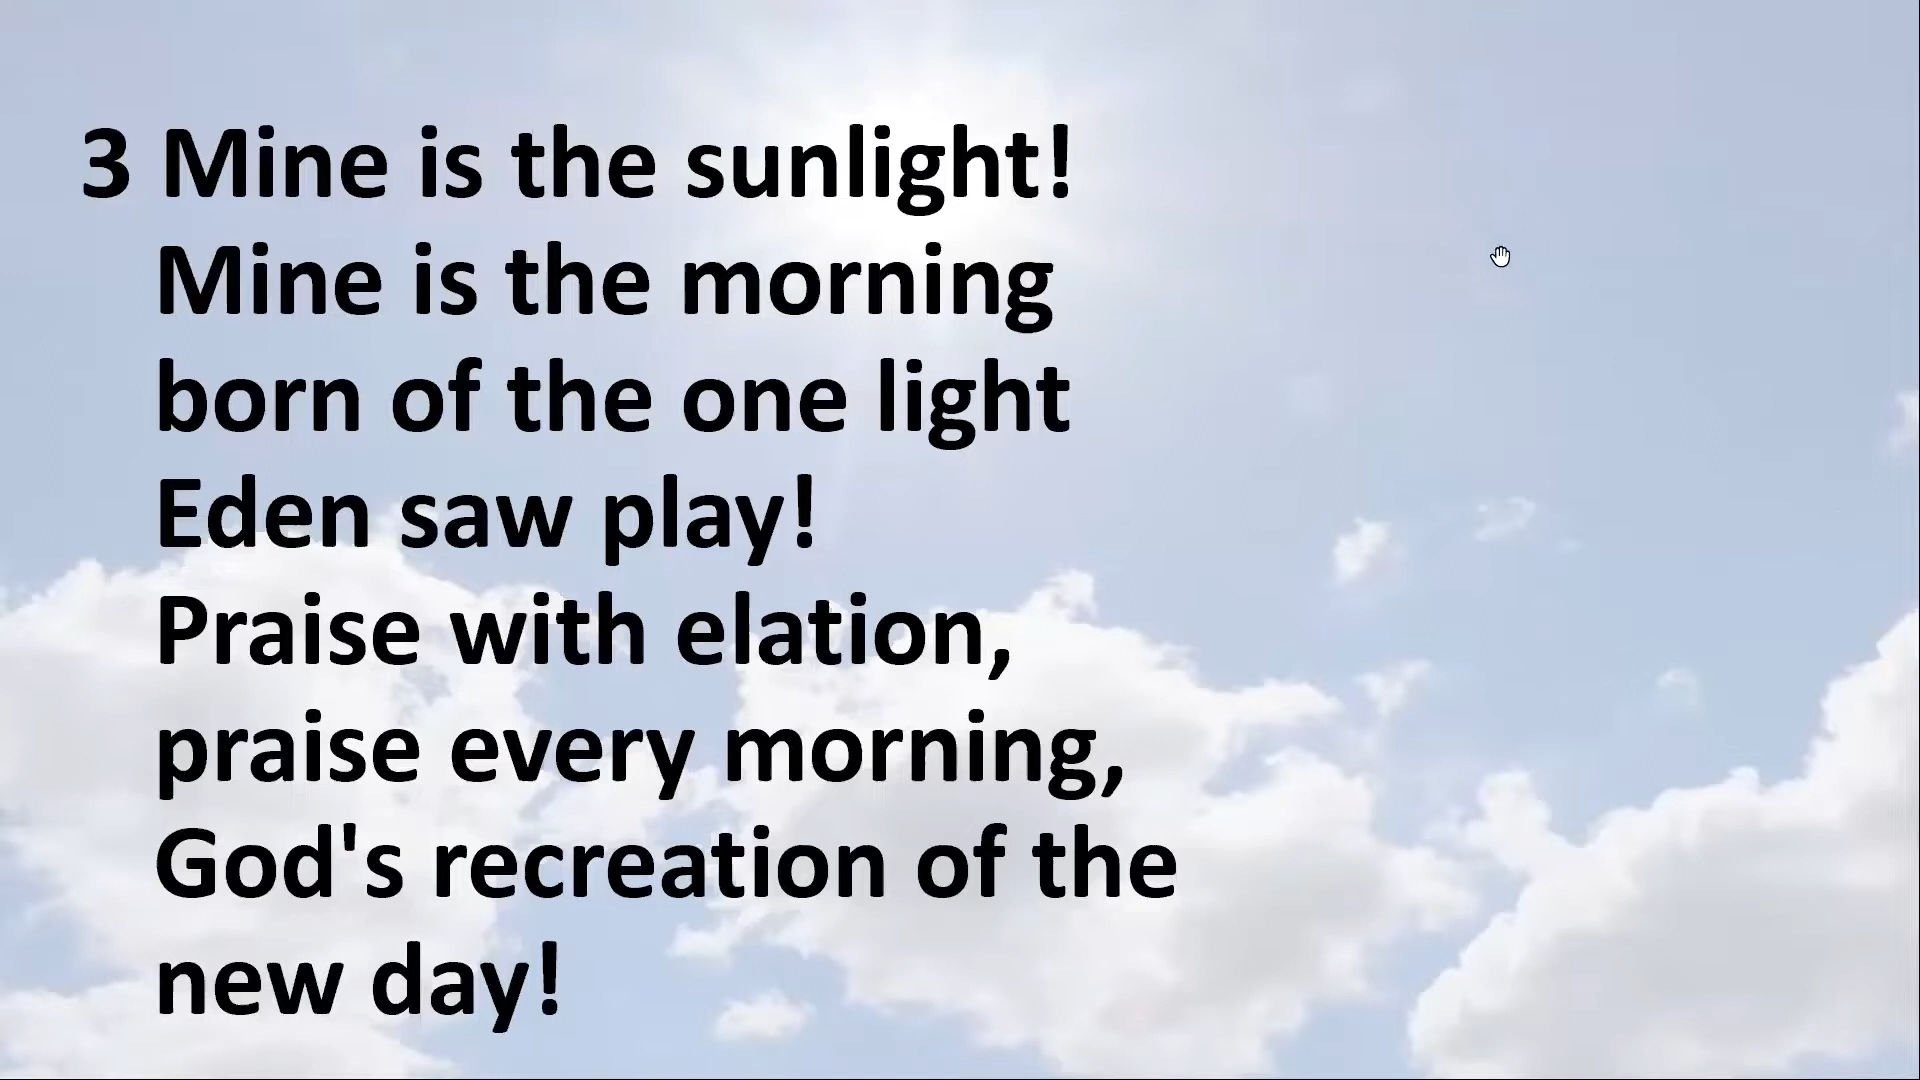 3 Mine is the sunlight!
Mine is the morning
born of the one light
Eden saw play!
Praise with elation,
praise every morning,
God's recreation of the
new day!